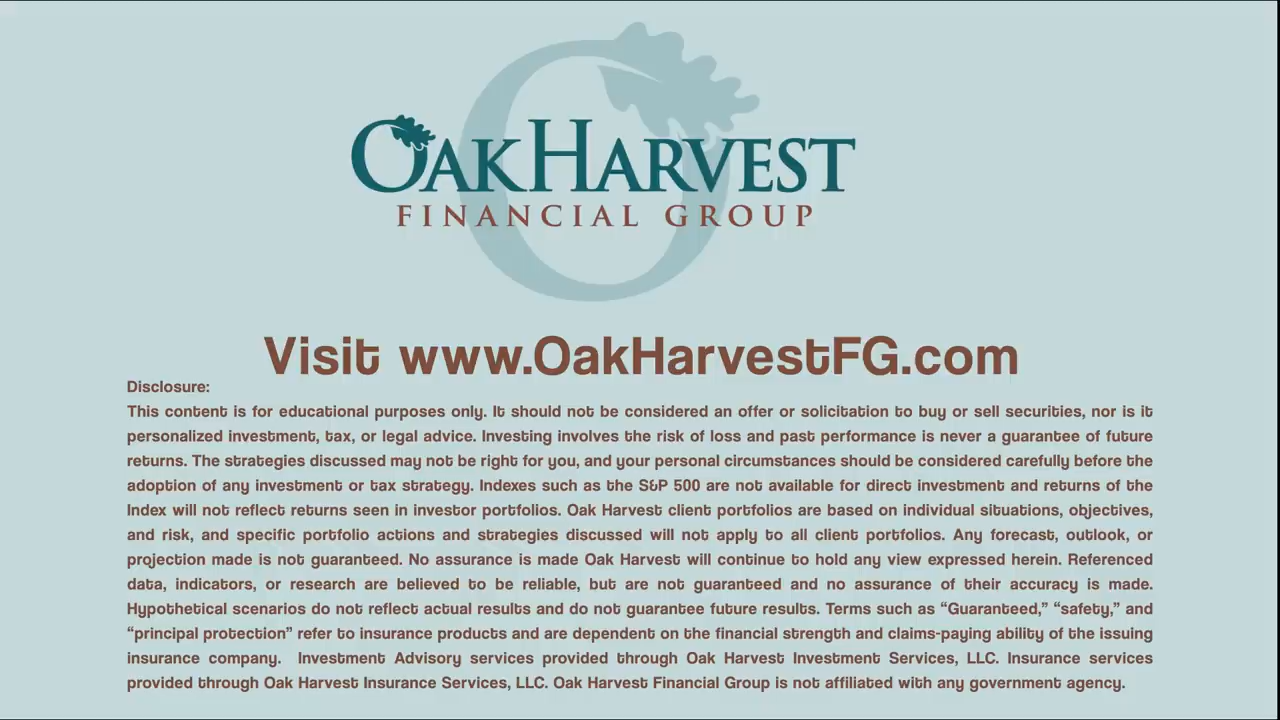 OAKHARVEST
FINANCIAL GROUP
Visit www.OakHarvestFG.com
Disclosure:
This content is for educational purposes only. It should not be considered an offer or solicitation to buy or sell securities, nor is it
personalized investment, tax, or legal advice. Investing involves the risk of loss and past performance is never a guarantee of future
returns. The strategies discussed may not be right for you, and your personal circumstances should be considered carefully before the
adoption of any investment or tax strategy. Indexes such as the S&P 500 are not available for direct investment and returns of the
Index will not reflect returns seen in investor portfolios. Oak Harvest client portfolios are based on individual situations, objectives,
and risk, and specific portfolio actions and strategies discussed will not apply to all client portfolios. Any forecast, outlook, or
projection made is not guaranteed. No assurance is made Oak Harvest will continue to hold any view expressed herein. Referenced
data, indicators, or research are believed to be reliable, but are not guaranteed and no assurance of their accuracy is made.
Hypothetical scenarios do not reflect actual results and do not guarantee future results. Terms such as “Guaranteed,” “safety,” and
“principal protection” refer to insurance products and are dependent on the financial strength and claims-paying ability of the issuing
insurance company. Investment Advisory services provided through Oak Harvest Investment Services, LLC. Insurance services
provided through Oak Harvest Insurance Services, LLC. Oak Harvest Financial Group is not affiliated with any government agency.